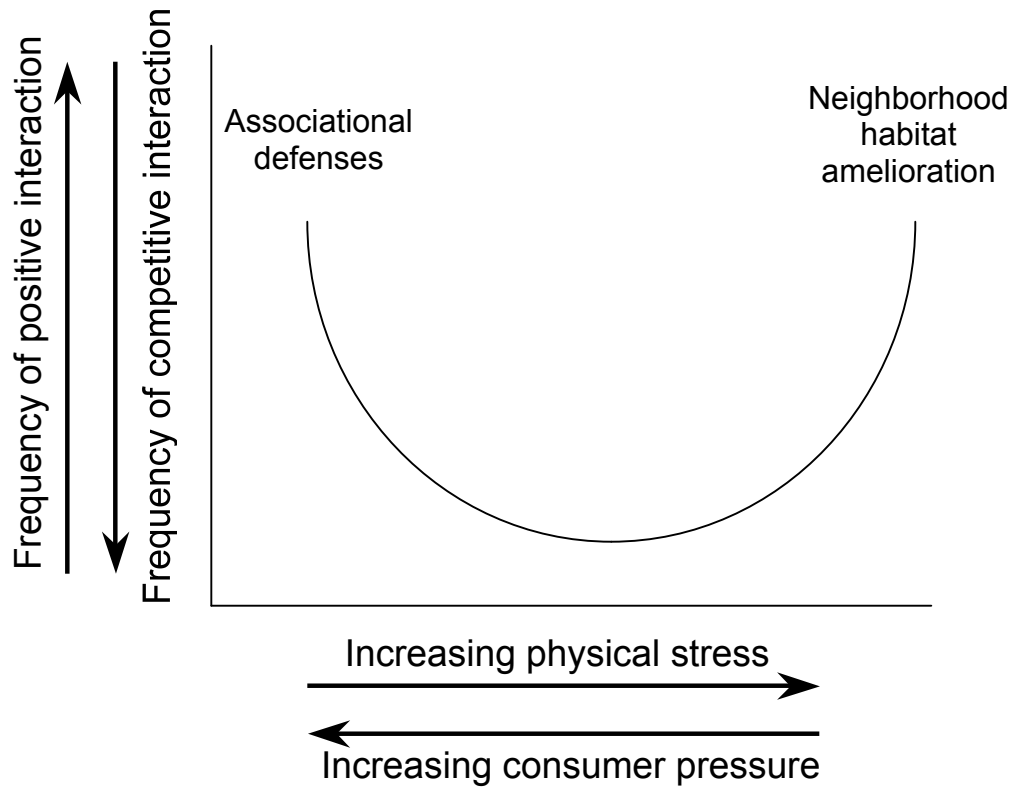 Frequency of positive interaction
Frequency of competitive interaction
Associational
defenses
Neighborhood
habitat
amelioration
Increasing physical stress
Increasing consumer pressure